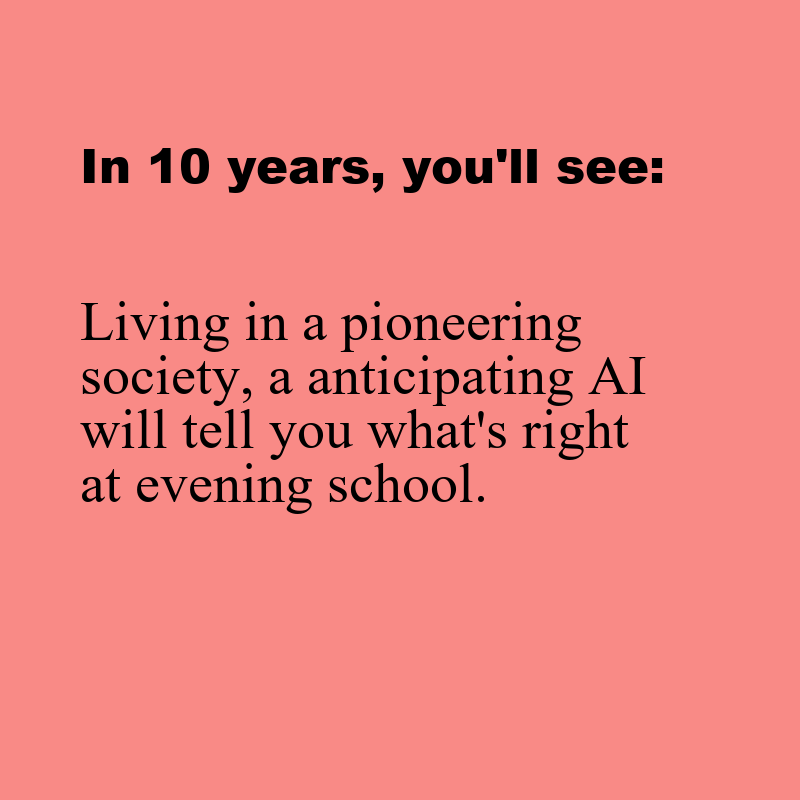 In 10 years, you'll see:
Living in a pioneering
society, a anticipating AI
will tell you what's right
at evening school.